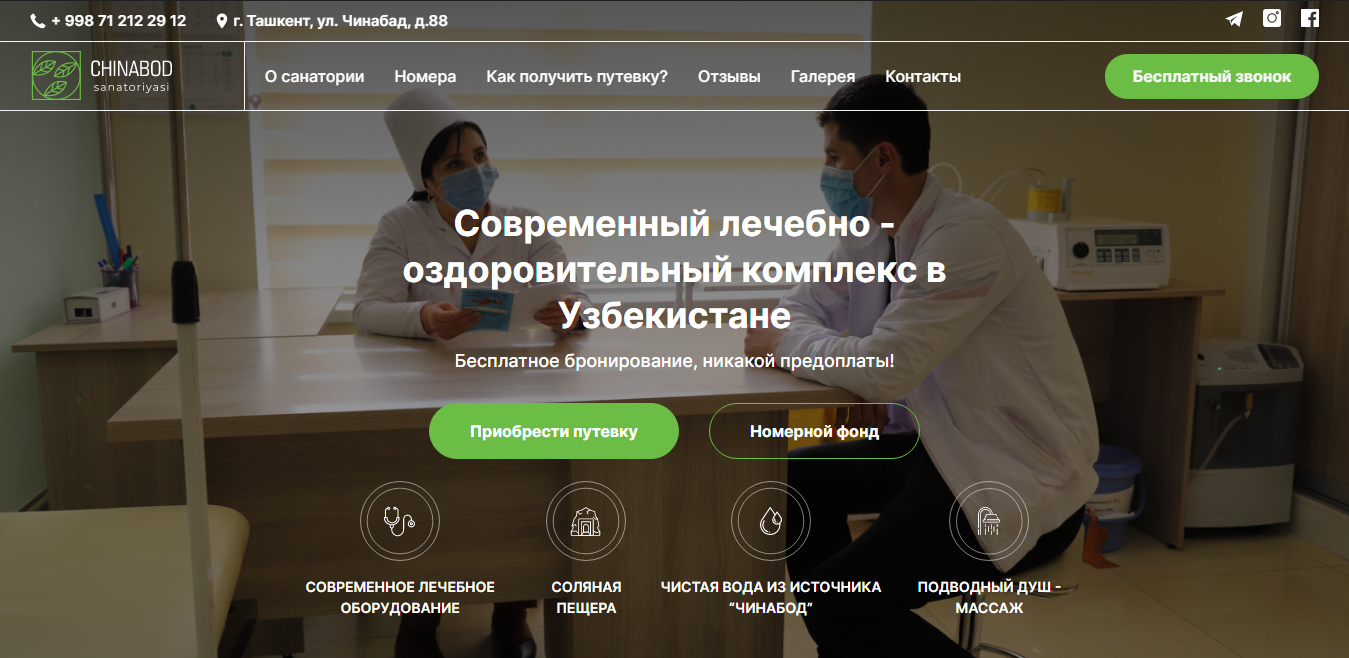 + 998 71 212 29 12
г. Ташкент, ул. Чинабад, д.88
CHINABOD
sanatoriyasi
О санатории
Номера
Как получить путевку?
Отзывы
Галерея
Контакты
Бесплатный звонок
Современный лечебно -
оздоровительный комплекс в
Узбекистане
Бесплатное бронирование, никакой предоплаты!
Приобрести путевку
Номерной фонд
СОВРЕМЕННОЕ ЛЕЧЕБНОЕ
ОБОРУДОВАНИЕ
СОЛЯНАЯ
ПЕЩЕРА
ЧИСТАЯ ВОДА ИЗ ИСТОЧНИКА
“ЧИНАБОД”
ПОДВОДНЫЙ ДУШ -
МАССАЖ